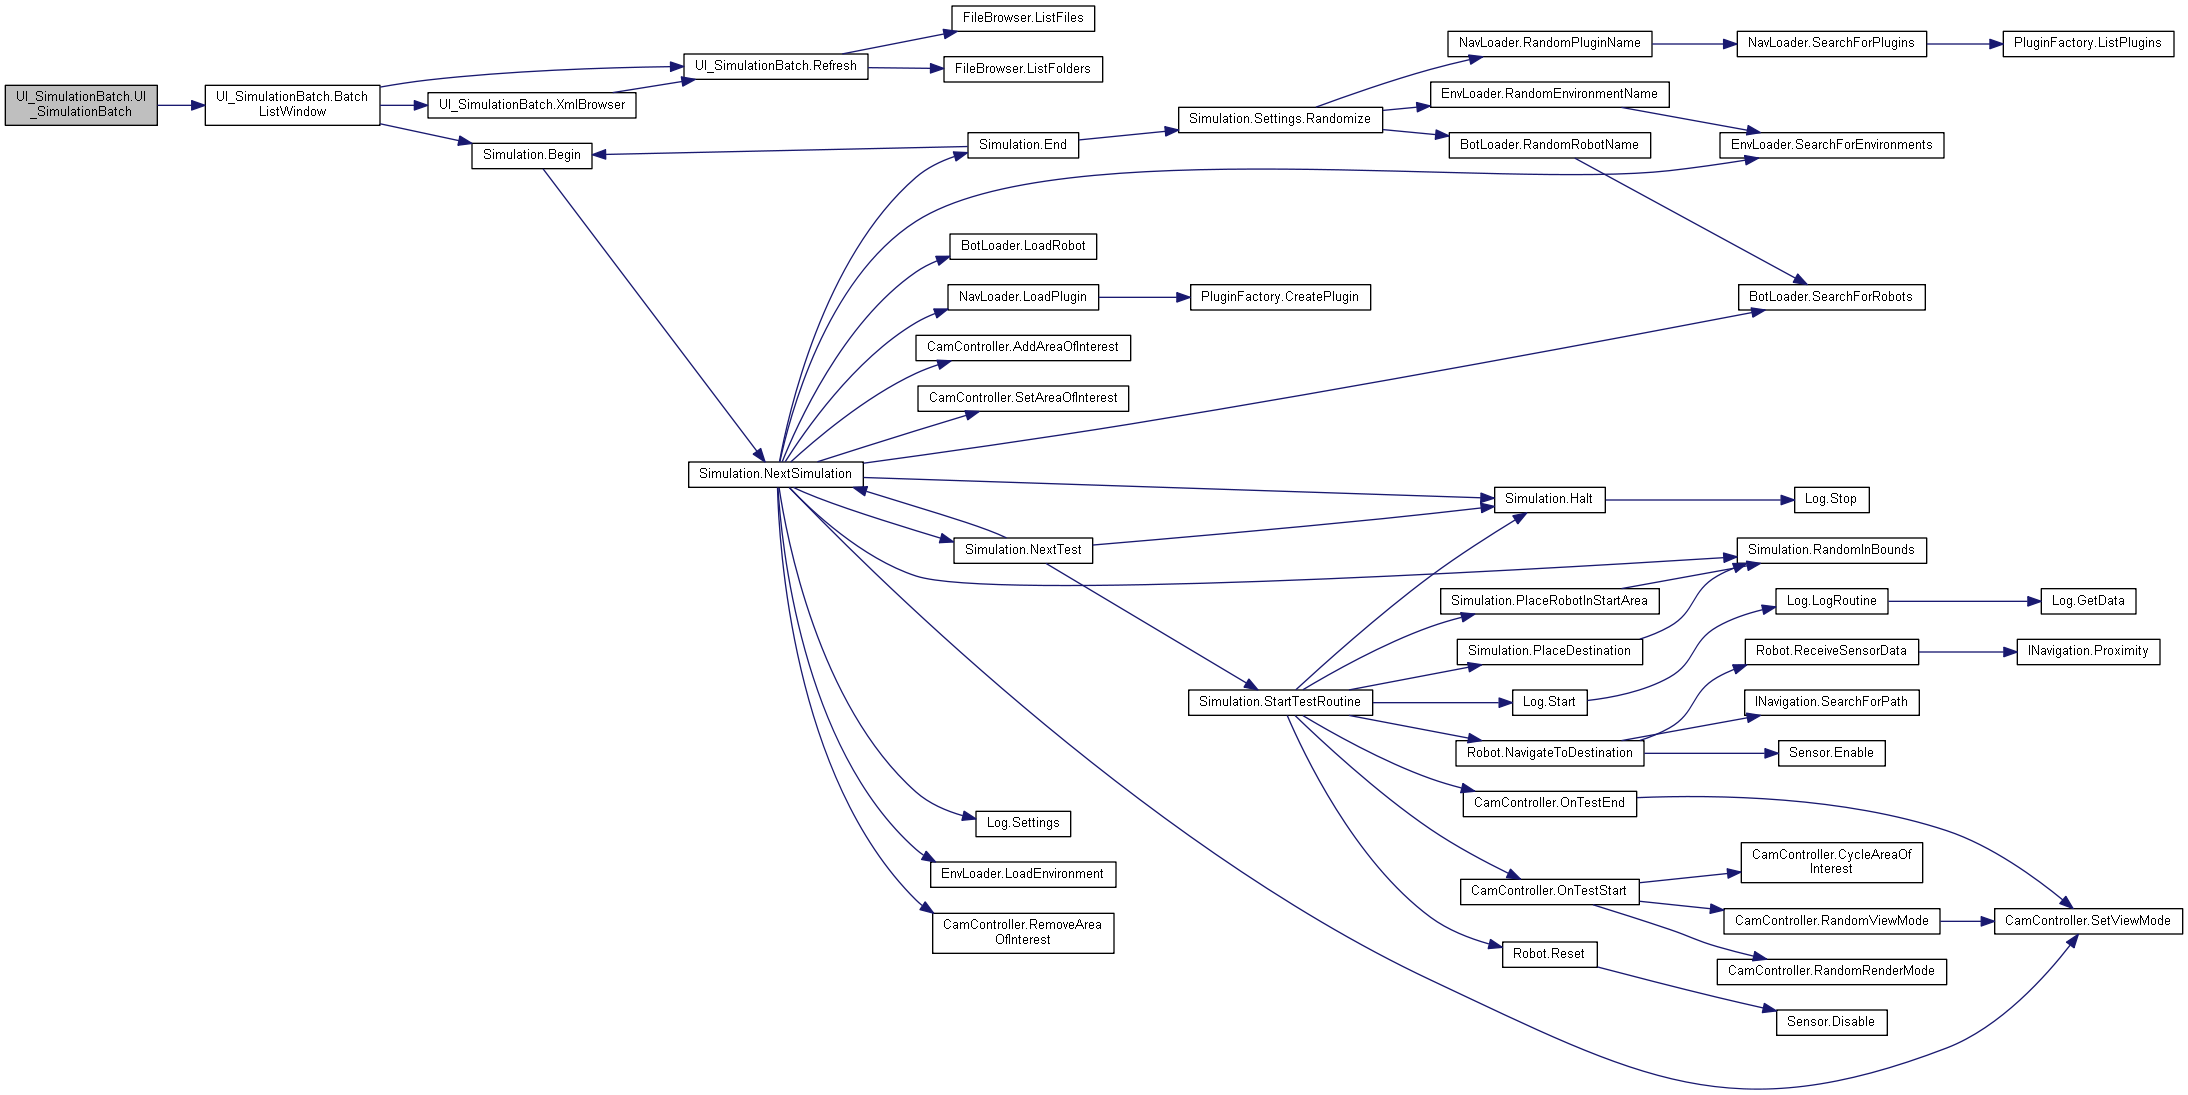 FileBrowser.ListFiles
NavLoader.RandomPluginName
NavLoader.SearchForPlugins
PluginFactory.ListPlugins
UI_SimulationBatch.Refresh
FileBrowser.ListFolders
UI_SimulationBatch.UI
_SimulationBatch
UI_SimulationBatch.Batch
ListWindow
UI_SimulationBatch.XmlBrowser
EnvLoader.RandomEnvironmentName
Simulation.Settings.Randomize
Simulation.Begin
Simulation.End
BotLoader.RandomRobotName
EnvLoader.SearchForEnvironments
BotLoader.LoadRobot
NavLoader.LoadPlugin
PluginFactory.CreatePlugin
BotLoader.SearchForRobots
CamController.AddAreaOfInterest
CamController.SetAreaOfInterest
Simulation.NextSimulation
Simulation.Halt
Log.Stop
Simulation.NextTest
Simulation.RandomInBounds
Simulation.PlaceRobotInStartArea
Log.LogRoutine
Log.GetData
Simulation.PlaceDestination
Robot.ReceiveSensorData
INavigation.Proximity
Simulation.StartTestRoutine
Log.Start
INavigation.SearchForPath
Robot.NavigateToDestination
Sensor.Enable
CamController.OnTestEnd
Log.Settings
CamController.CycleAreaOf
Interest
EnvLoader.LoadEnvironment
CamController.OnTestStart
CamController.RemoveArea
OfInterest
CamController.RandomViewMode
CamController.SetViewMode
Robot.Reset
CamController.RandomRenderMode
Sensor.Disable